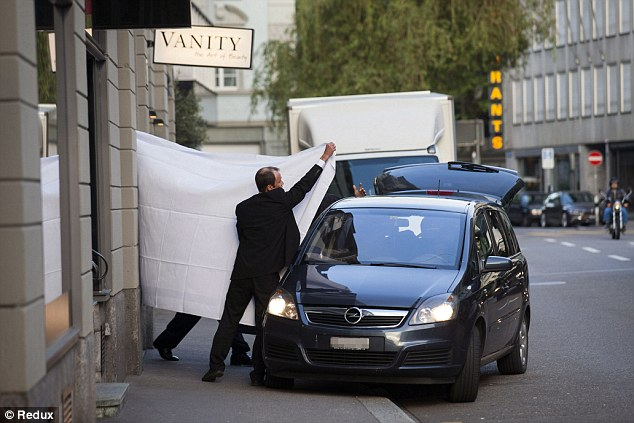 VANITY
the Art of Beauty
HANTS
© Redux